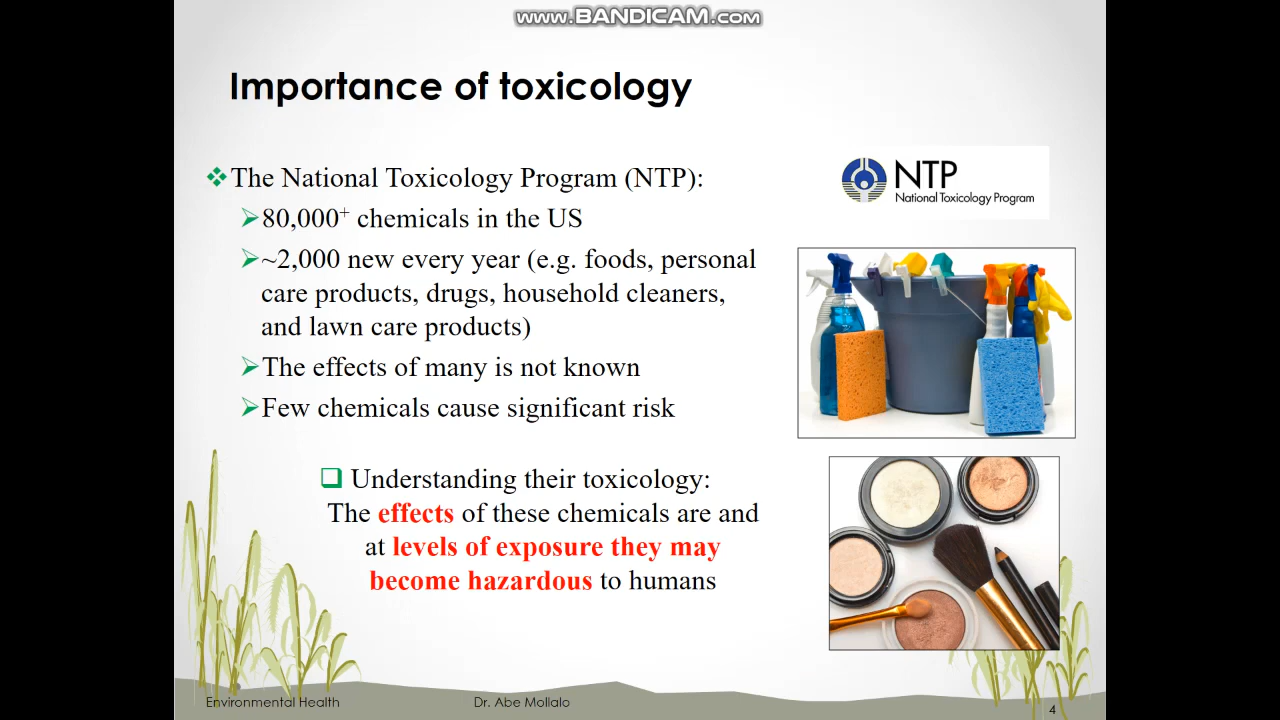 www.BANDICAM.com
Importance of toxicology
The National Toxicology Program (NTP):
80,000+ chemicals in the US
~2,000 new every year (e.g. foods, personal
care products, drugs, household cleaners,
and lawn care products)
The effects of many is not known
Few chemicals cause significant risk
Understanding their toxicology:
The effects of these chemicals are and
at levels of exposure they may
become hazardous to humans
NTP
National Toxicology Program
Environmental Health
Dr. Abe Mollalo
4